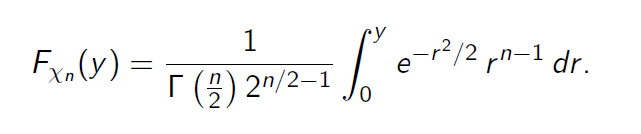 $F_{\chi_n}(y) = \frac{1}{\Gamma\left(\frac{n}{2}\right) 2^{n/2-1}} \int_0^y e^{-r^2/2} \, r^{n-1} \, dr.$